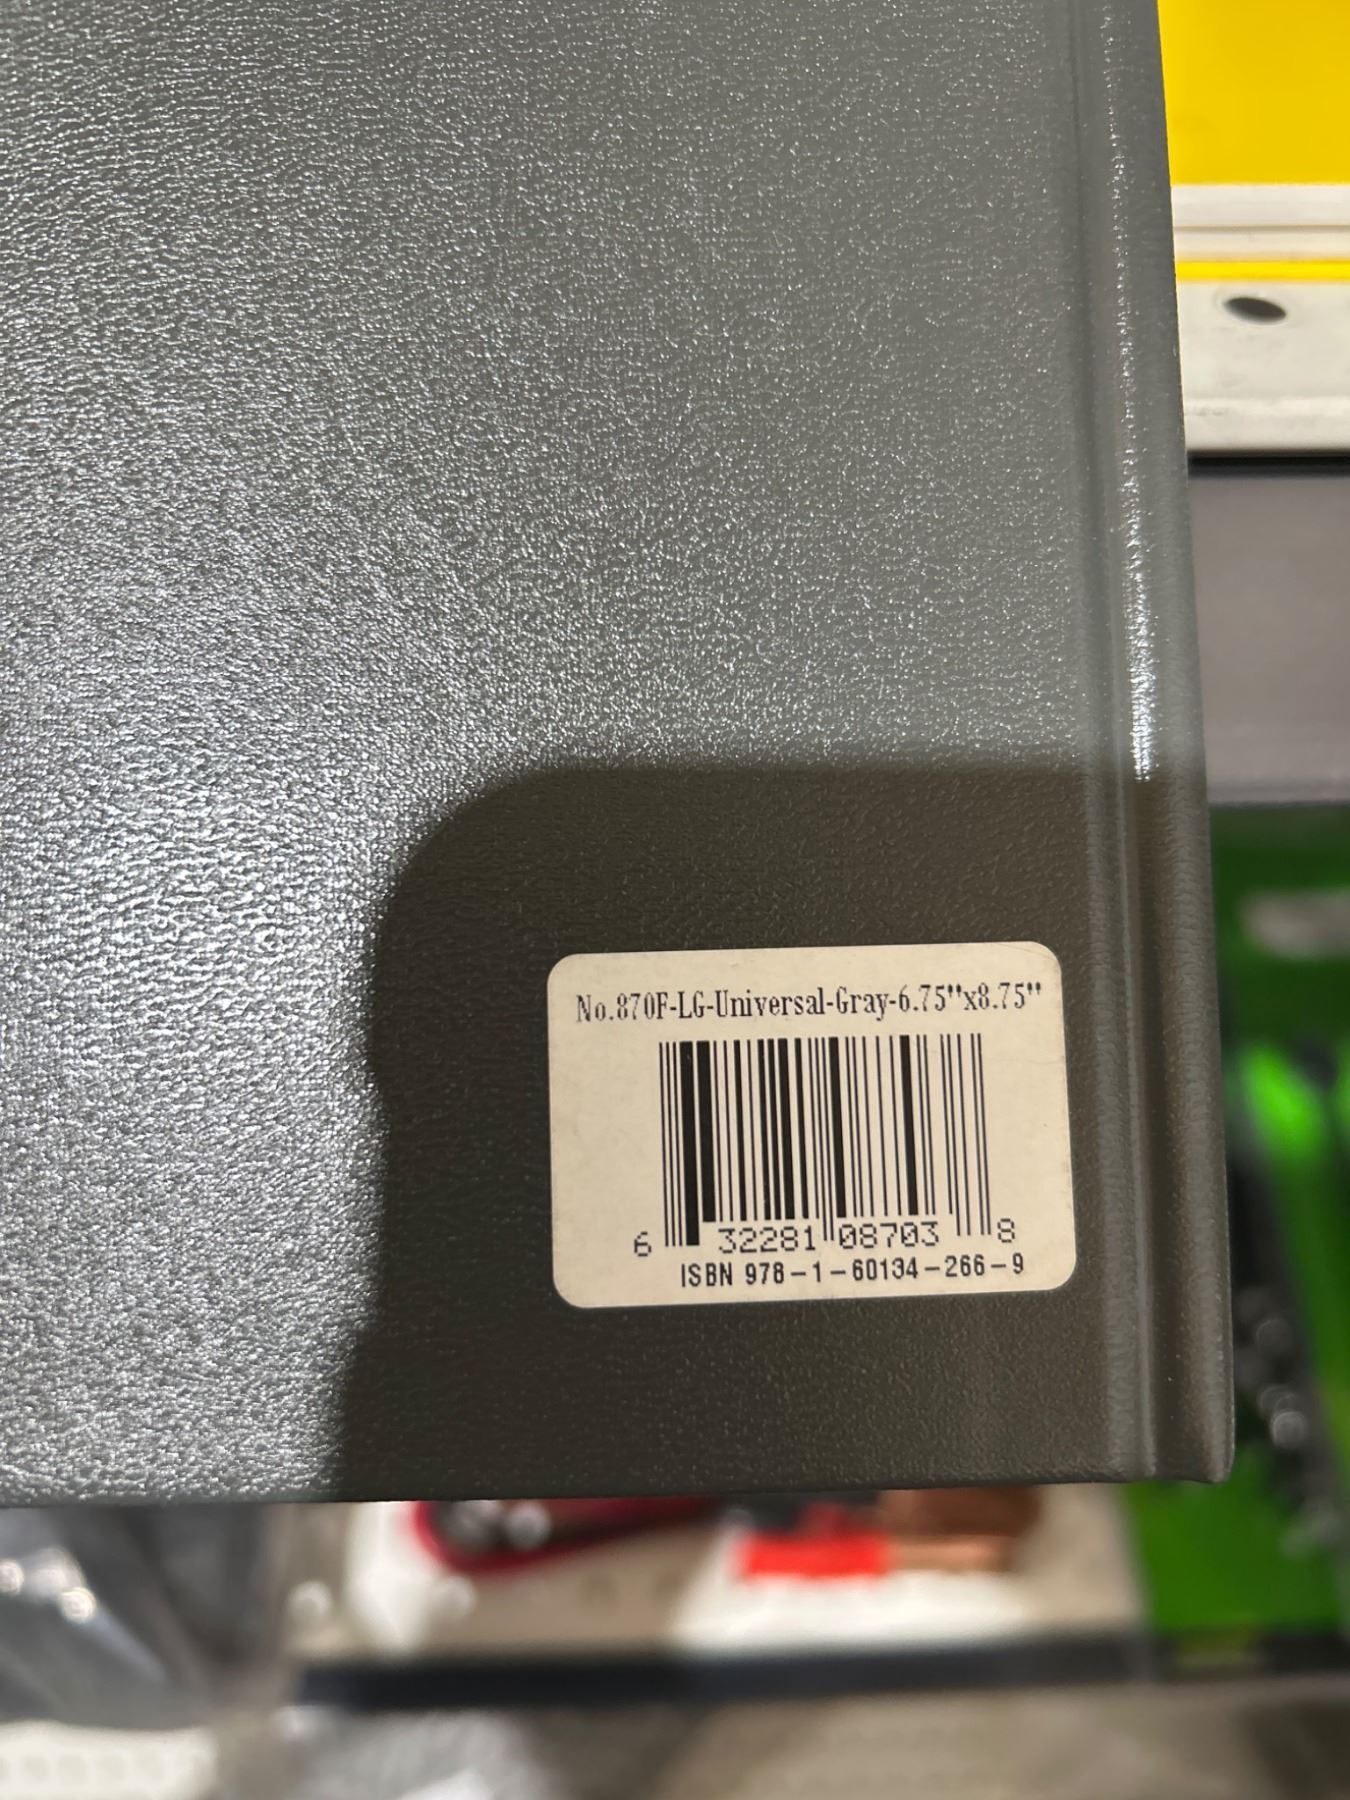 No.870F-LG-Universal-Gray-6.75"x8.75"
6 32281 08703 8
ISBN 978-1-60134-266-9